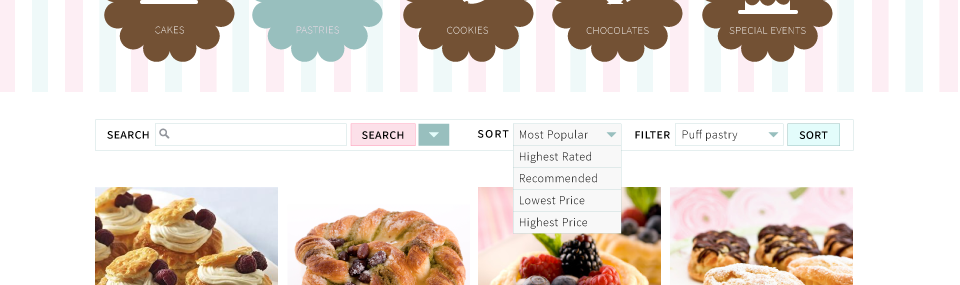 CAKES
PASTRIES
COOKIES
CHOCOLATES
SPECIAL EVENTS
SEARCH SEARCH SORT Most Popular FILTER Puff pastry SORT
Highest Rated
Recommended
Lowest Price
Highest Price